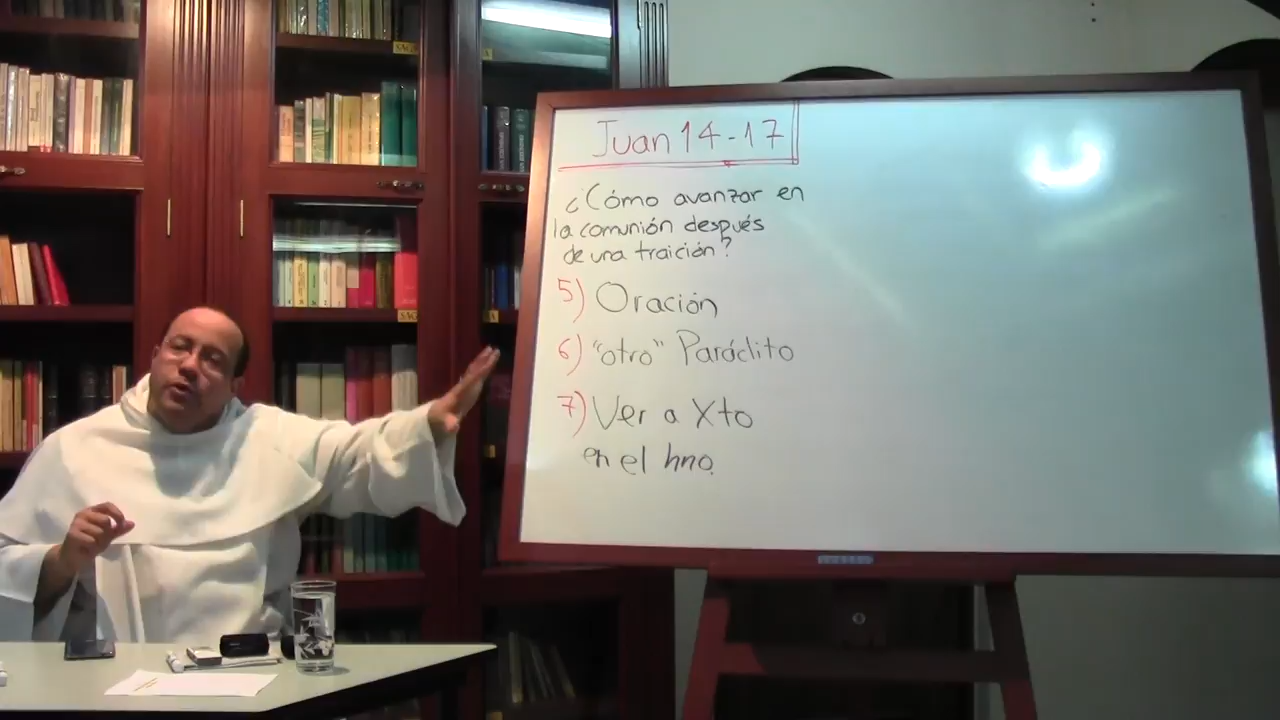 Juan 14-17
¿Cómo avanzar en
la comunión después
de una traición?
5) Oración
6) "otro" Paráclito
7) Ver a Xto
en el hno.
SAGR